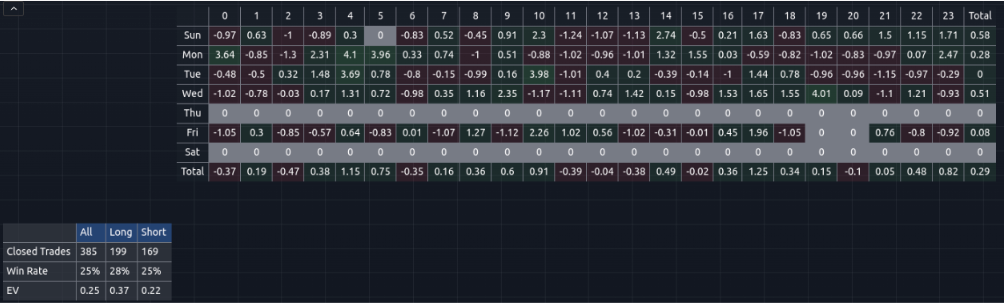 0 1 2 3 4 5 6 7 8 9 10 11 12 13 14 15 16 17 18 19 20 21 22 23 Total
Sun -0.97 0.63 -1 -0.89 0.3 0 -0.83 0.52 -0.45 0.91 2.3 -1.24 -1.07 -1.13 2.74 -0.5 0.21 1.63 -0.83 0.65 0.66 1.5 1.15 1.71 0.58
Mon 3.64 -0.85 -1.3 2.31 4.1 3.96 0.33 0.74 -1 0.51 -0.88 -1.02 -0.96 -1.01 1.32 1.55 0.03 -0.59 -0.82 -1.02 -0.83 -0.97 0.07 2.47 0.28
Tue -0.48 -0.5 0.32 1.48 3.69 0.78 -0.8 -0.15 -0.99 0.16 3.98 -1.01 0.4 0.2 -0.39 -0.14 -1 1.44 0.78 -0.96 -0.96 -1.15 -0.97 -0.29 0
Wed -1.02 -0.78 -0.03 0.17 1.31 0.72 -0.98 0.35 1.16 2.35 -1.17 -1.11 0.74 1.42 0.15 -0.98 1.53 1.65 1.55 4.01 0.09 -1.1 1.21 -0.93 0.51
Thu 0 0 0 0 0 0 0 0 0 0 0 0 0 0 0 0 0 0 0 0 0 0 0 0 0
Fri -1.05 0.3 -0.85 -0.57 0.64 -0.83 0.01 -1.07 1.27 -1.12 2.26 1.02 0.56 -1.02 -0.31 -0.01 0.45 1.96 -1.05 0 0 0.76 -0.8 -0.92 0.08
Sat 0 0 0 0 0 0 0 0 0 0 0 0 0 0 0 0 0 0 0 0 0 0 0 0 0
Total -0.37 0.19 -0.47 0.38 1.15 0.75 -0.35 0.16 0.36 0.6 0.91 -0.39 -0.04 -0.38 0.49 -0.02 0.36 1.25 0.34 0.15 -0.1 0.05 0.48 0.82 0.29
All Long Short
Closed Trades 385 199 169
Win Rate 25% 28% 25%
EV 0.25 0.37 0.22